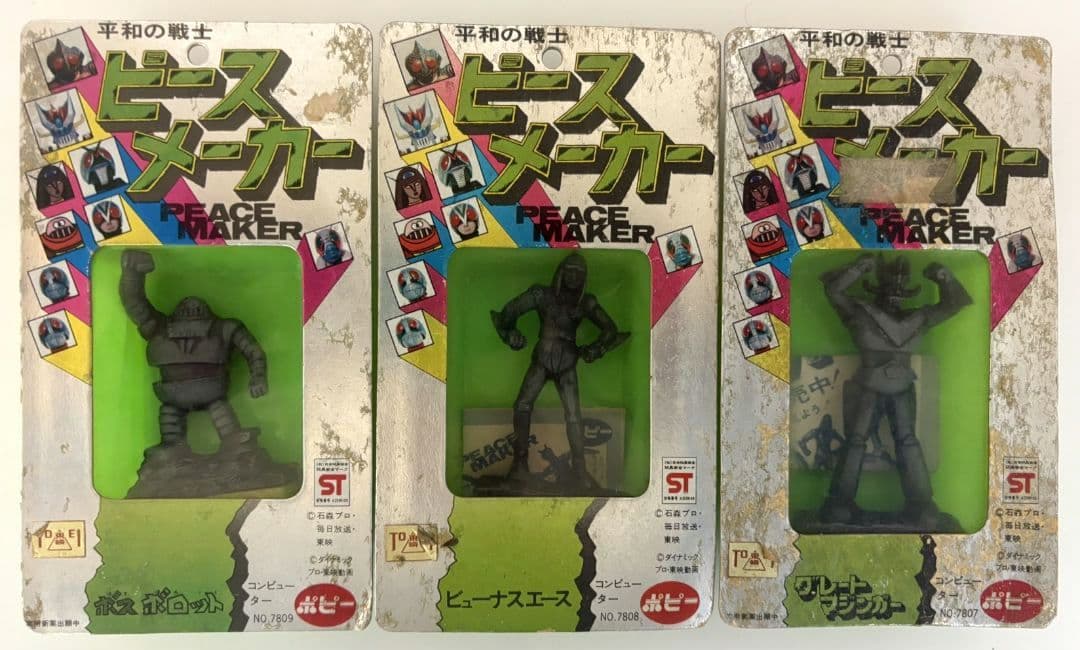 平和の戦士
ピース
メーカー
PEACE
MAKER
ST
©石森プロ・
毎日放送・
東映
©ダイナミック
プロ・東映動画
ボス ボロット
コンピュー
ター
NO.7809
ポピー
平和の戦士
ピース
メーカー
PEACE
MAKER
PEACE
MAKER
ST
©石森プロ・
毎日放送・
東映
©ダイナミック
プロ・東映動画
ビューナスエース
コンピュー
ター
NO.7808
ポピー
平和の戦士
ピース
メーカー
PEACE
MAKER
売中!
ST
©石森プロ・
毎日放送・
東映
©ダイナミック
プロ・東映動画
グレート
マジンガー
コンピュー
ター
NO.7807
ポピー